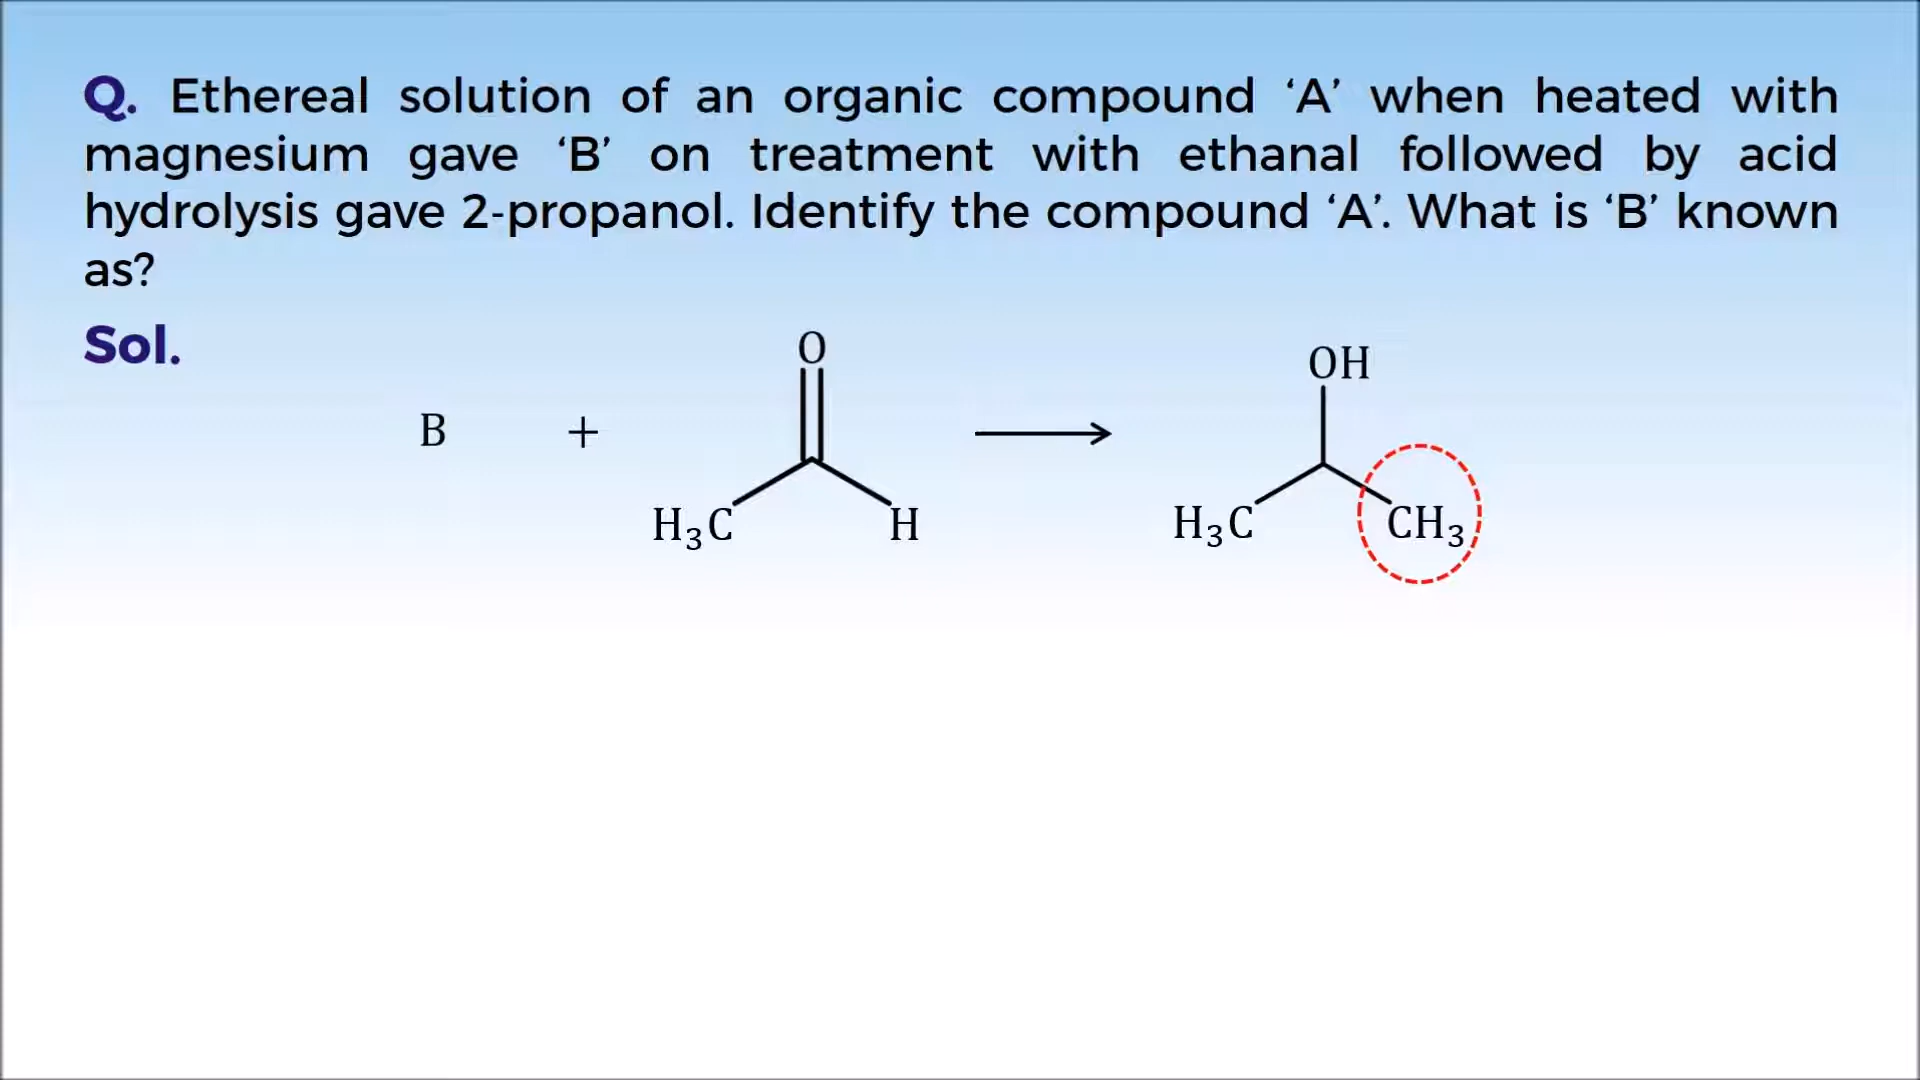 Q. Ethereal solution of an organic compound ‘A’ when heated with
magnesium gave ‘B’ on treatment with ethanal followed by acid
hydrolysis gave 2-propanol. Identify the compound ‘A’. What is ‘B’ known
as?
Sol.
O
OH
B +
H₃C H
H₃C CH₃